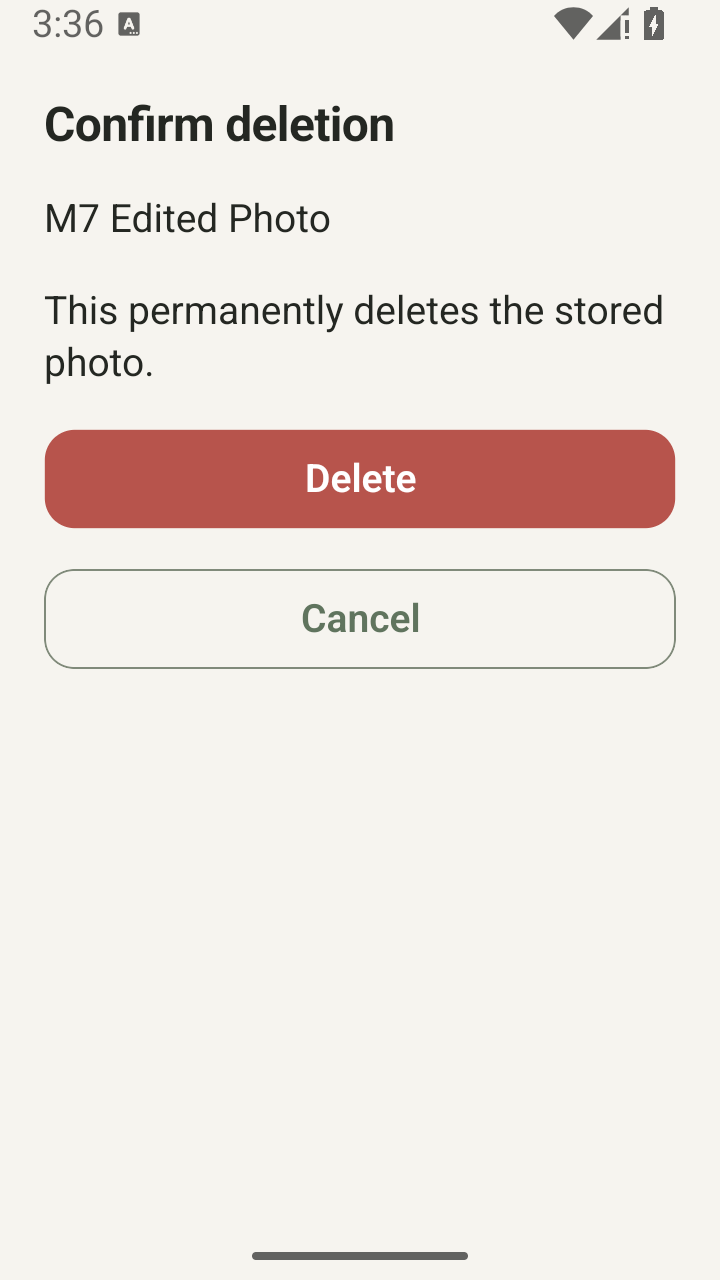 3:36
Confirm deletion
M7 Edited Photo
This permanently deletes the stored
photo.
Delete
Cancel